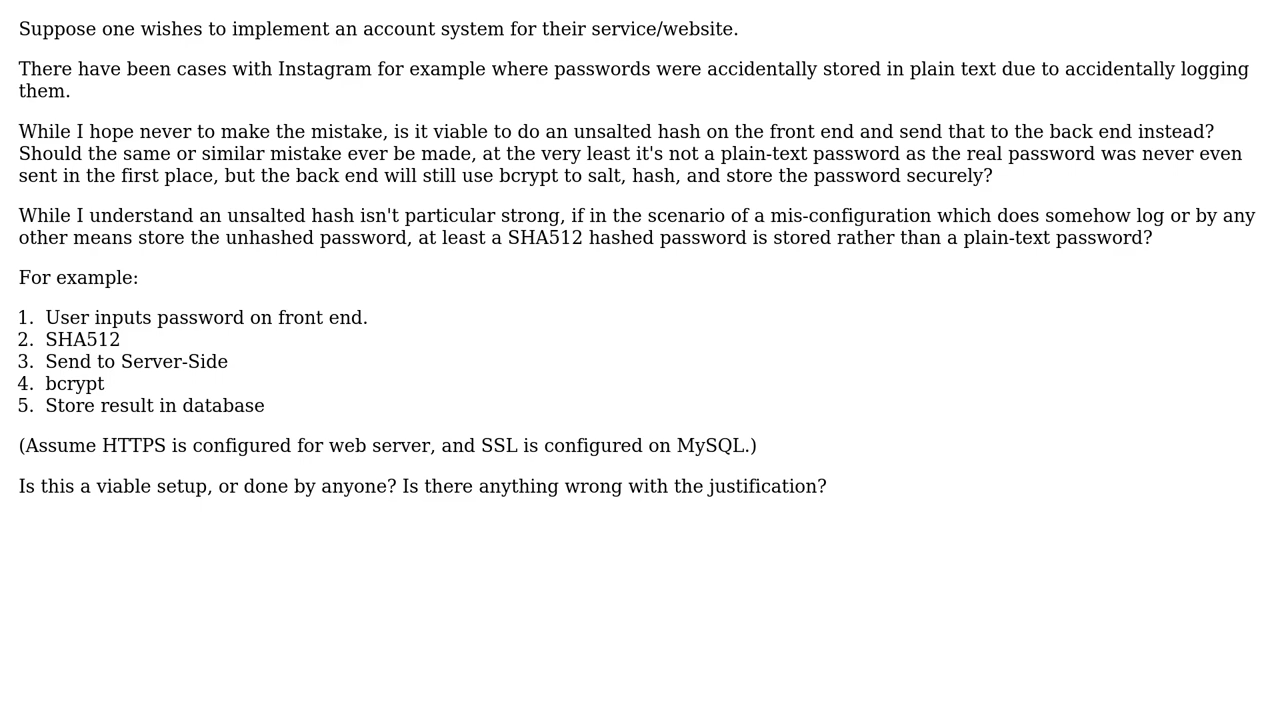 Suppose one wishes to implement an account system for their service/website.
There have been cases with Instagram for example where passwords were accidentally stored in plain text due to accidentally logging
them.
While I hope never to make the mistake, is it viable to do an unsalted hash on the front end and send that to the back end instead?
Should the same or similar mistake ever be made, at the very least it's not a plain-text password as the real password was never even
sent in the first place, but the back end will still use bcrypt to salt, hash, and store the password securely?
While I understand an unsalted hash isn't particular strong, if in the scenario of a mis-configuration which does somehow log or by any
other means store the unhashed password, at least a SHA512 hashed password is stored rather than a plain-text password?
For example:
1. User inputs password on front end.
2. SHA512
3. Send to Server-Side
4. bcrypt
5. Store result in database
(Assume HTTPS is configured for web server, and SSL is configured on MySQL.)
Is this a viable setup, or done by anyone? Is there anything wrong with the justification?